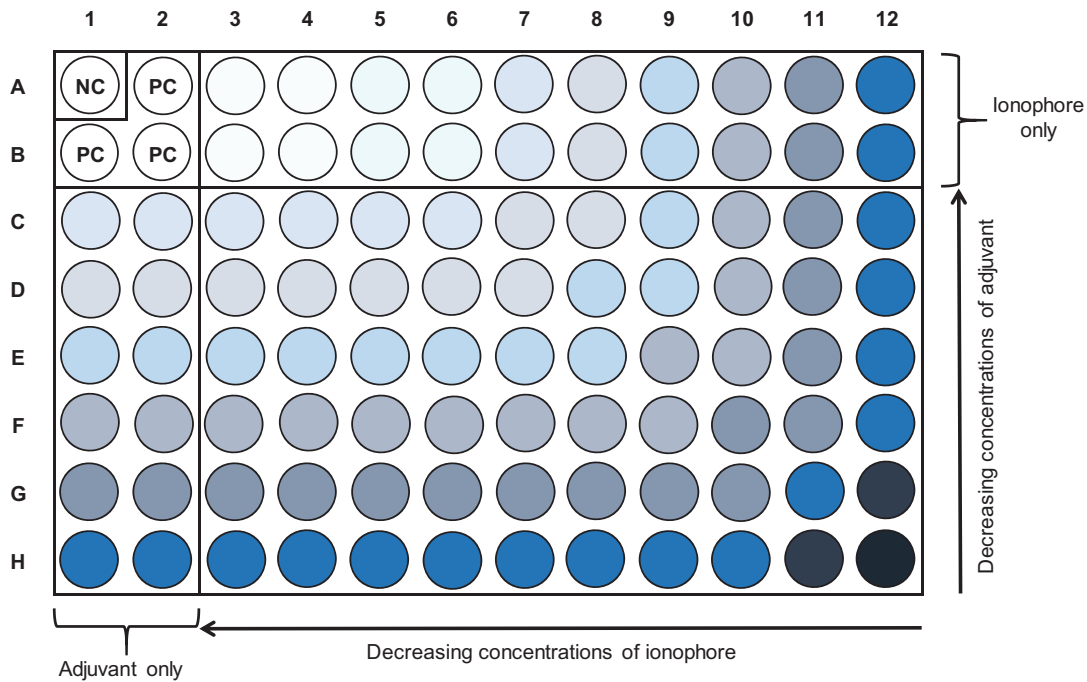 1 2 3 4 5 6 7 8 9 10 11 12
A NC PC
B PC PC
Ionophore
only
C
D
E
F
G
H
Decreasing concentrations of adjuvant
Adjuvant only
Decreasing concentrations of ionophore